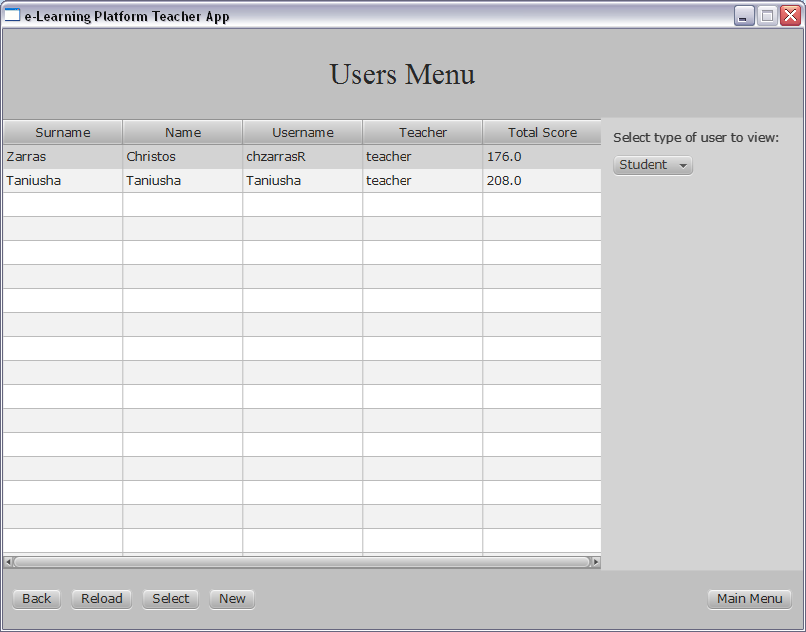 e-Learning Platform Teacher App
Users Menu
Surname Name Username Teacher Total Score
Zarras Christos chzarrasR teacher 176.0
Taniusha Taniusha Taniusha teacher 208.0
Select type of user to view:
Student
Back Reload Select New Main Menu